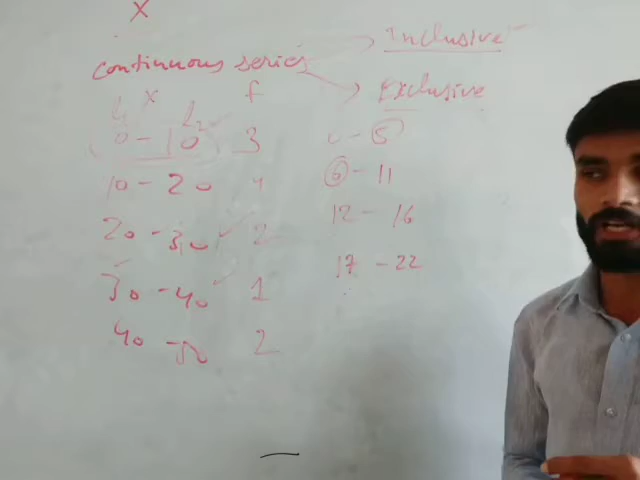 X
"Inclusive"
continuous series
Exclusive
l₁ x l₂ f
0 - 10 3
10 - 20 4
20 - 30 2
30 - 40 1
40 - 50 2
- 5
6 - 11
12 - 16
17 - 22